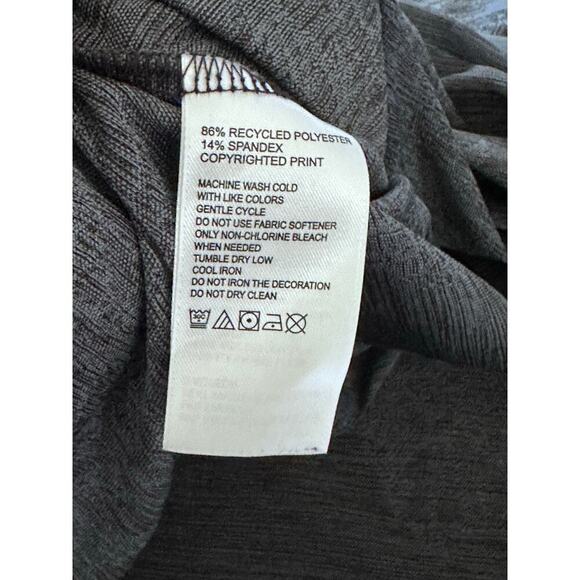 86% RECYCLED POLYESTER
14% SPANDEX
COPYRIGHTED PRINT
MACHINE WASH COLD
WITH LIKE COLORS
GENTLE CYCLE
DO NOT USE FABRIC SOFTENER
ONLY NON-CHLORINE BLEACH
WHEN NEEDED
TUMBLE DRY LOW
COOL IRON
DO NOT IRON THE DECORATION
DO NOT DRY CLEAN